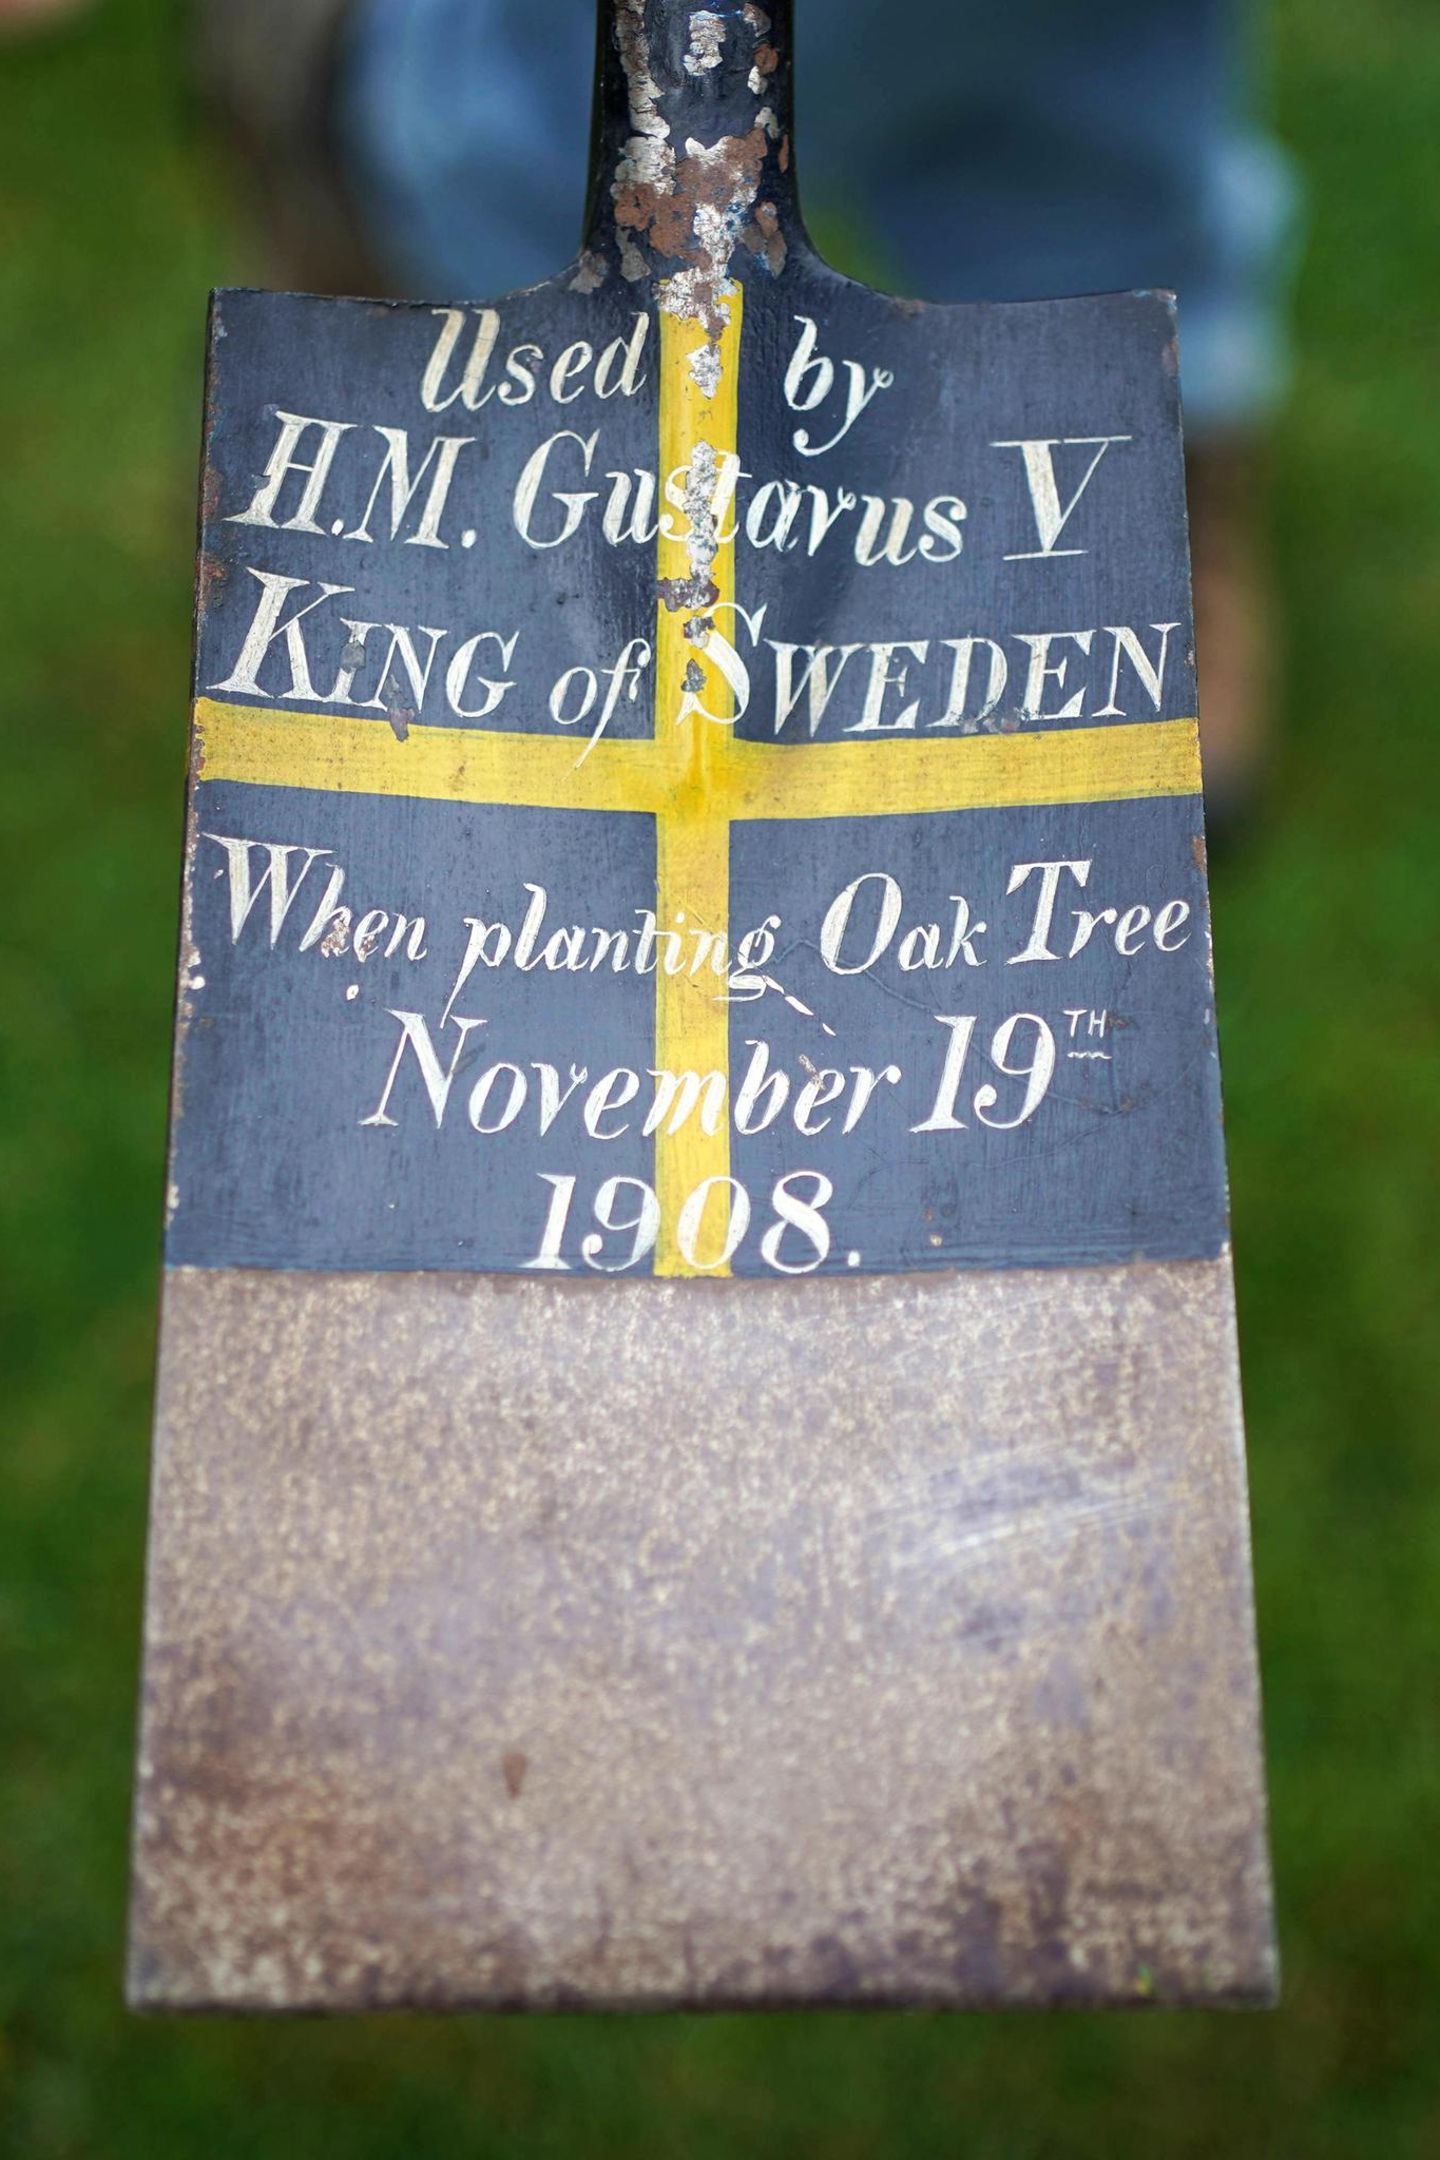 Used by
H.M. Gustavus V
KING of SWEDEN
When planting Oak Tree
November 19TH
1908.